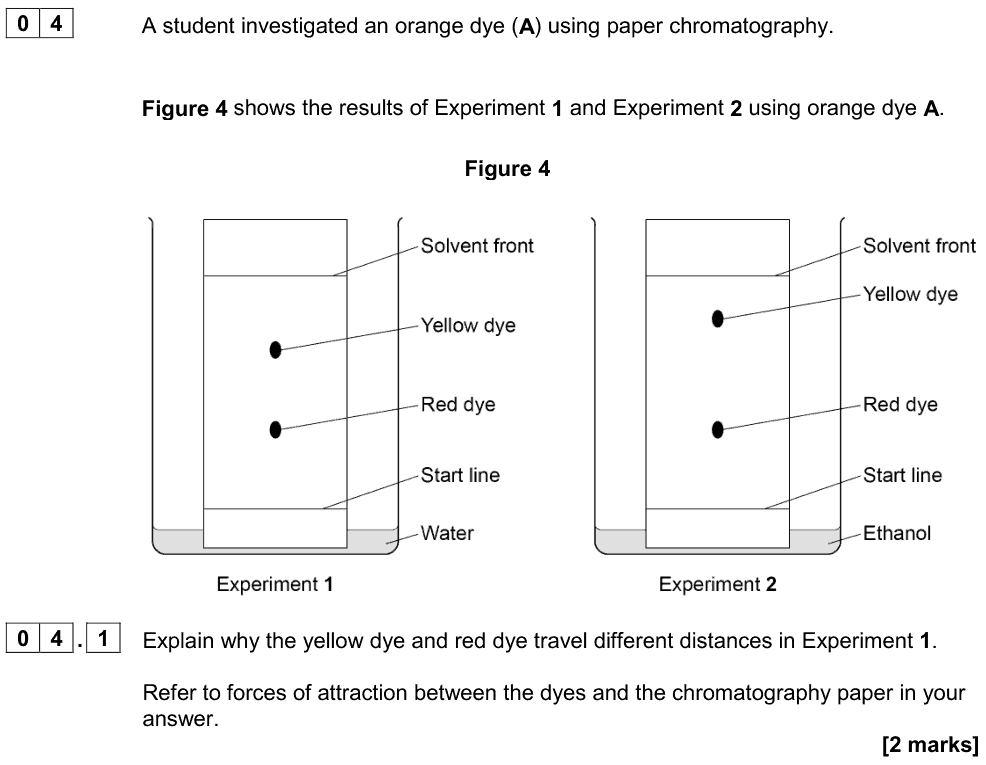 0 4 A student investigated an orange dye (A) using paper chromatography.
Figure 4 shows the results of Experiment 1 and Experiment 2 using orange dye A.
Figure 4
Solvent front
Yellow dye
Red dye
Start line
Water
Experiment 1
Solvent front
Yellow dye
Red dye
Start line
Ethanol
Experiment 2
0 4 . 1 Explain why the yellow dye and red dye travel different distances in Experiment 1.
Refer to forces of attraction between the dyes and the chromatography paper in your
answer.
[2 marks]